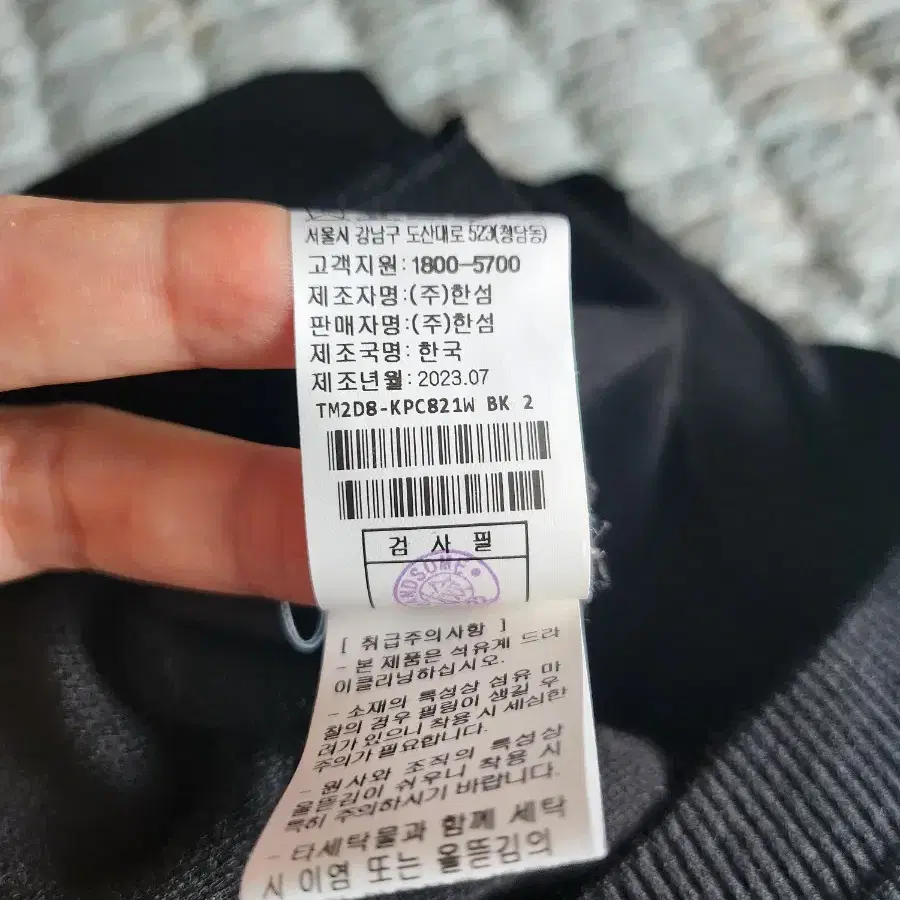 서울시 강남구 도산대로 523(청담동)
고객지원: 1800-5700
제조자명:(주)한섬
판매자명:(주)한섬
제조국명: 한국
제조년월: 2023.07
TM2D8-KPC821W BK 2
검 사 필
NDSOME
[ 취급주의사항 ]
- 본 제품은 석유계 드라
이클리닝하십시오.
- 소재의 특성상 섬유 마
찰의 경우 필링이 생길 우
려가 있으니 착용 시 세심한
주의가 필요합니다.
- 원사와 조직의 특성상
올뜯김이 쉬우니 착용 시
특히 주의하시기 바랍니다.
- 타세탁물과 함께 세탁
시 이염 또는 올뜯김의